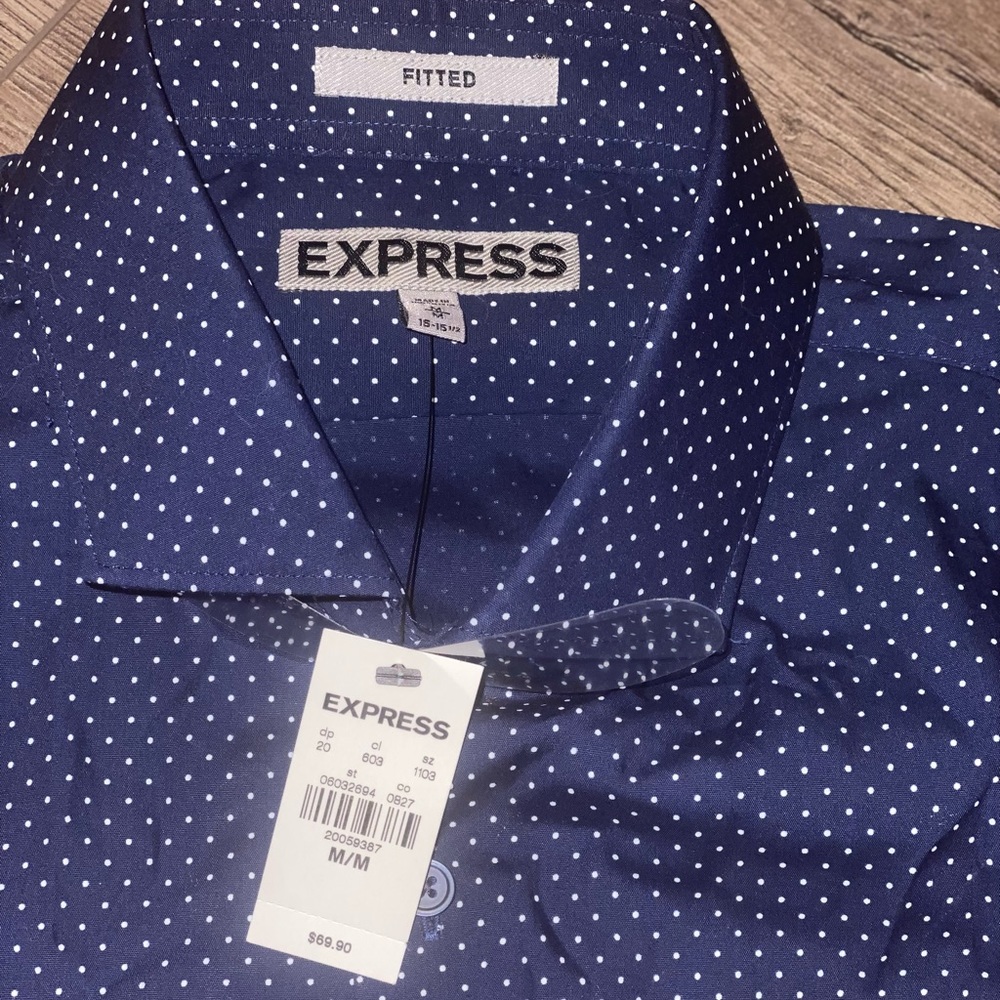 FITTED
EXPRESS
M
15-15 1/2
EXPRESS
dp cl sz
20 603 1103
st co
06032694 0827
20059387
M/M
$69.90